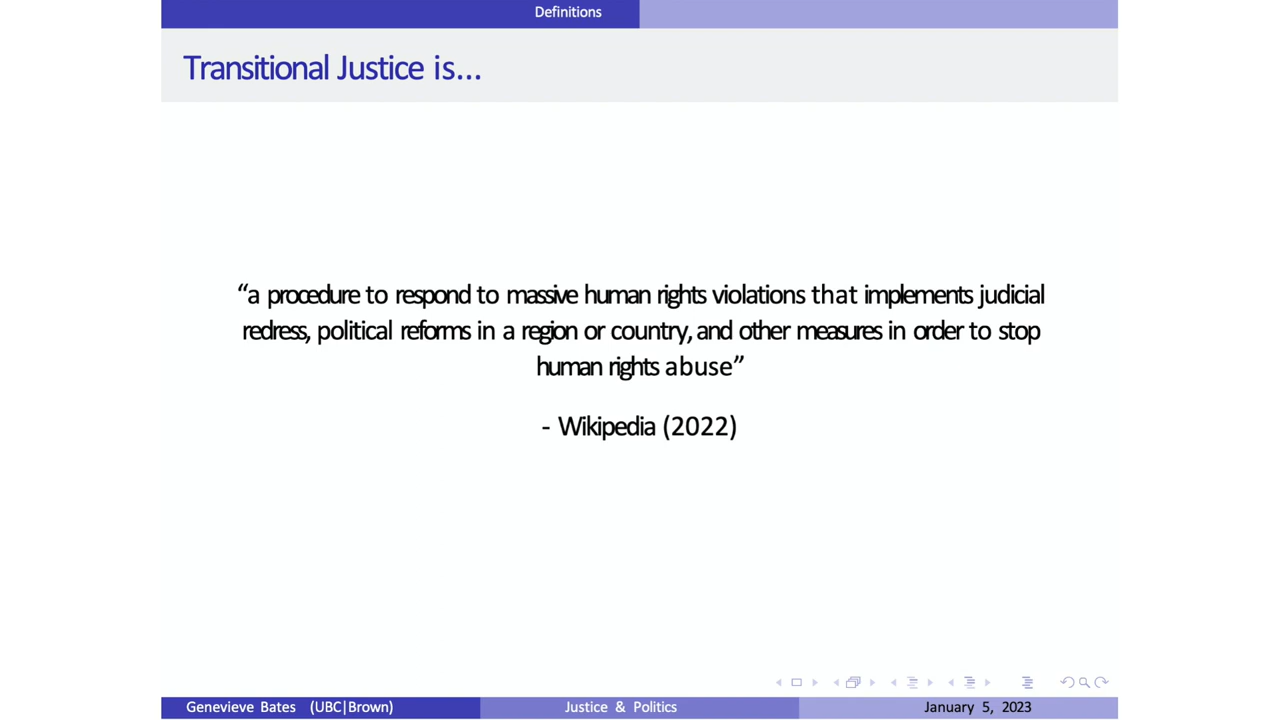 Definitions
Transitional Justice is...
“a procedure to respond to massive human rights violations that implements judicial
redress, political reforms in a region or country, and other measures in order to stop
human rights abuse”
- Wikipedia (2022)
Genevieve Bates (UBC|Brown)
Justice & Politics
January 5, 2023